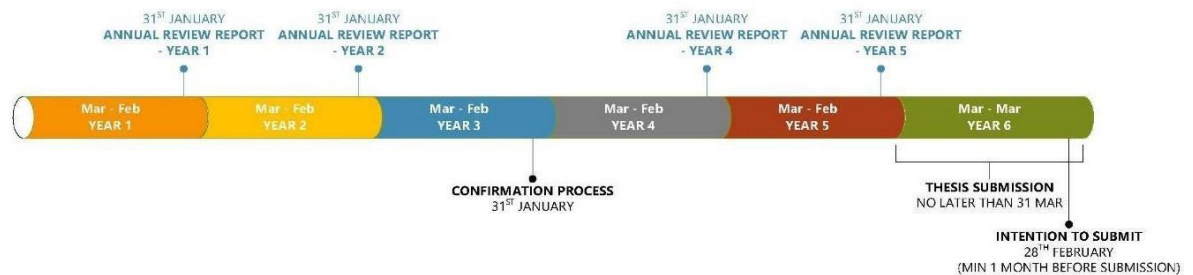 31ST JANUARY
ANNUAL REVIEW REPORT
- YEAR 1
31ST JANUARY
ANNUAL REVIEW REPORT
- YEAR 2
31ST JANUARY
ANNUAL REVIEW REPORT
- YEAR 4
31ST JANUARY
ANNUAL REVIEW REPORT
- YEAR 5
Mar - Feb
YEAR 1
Mar - Feb
YEAR 2
Mar - Feb
YEAR 3
Mar - Feb
YEAR 4
Mar - Feb
YEAR 5
Mar - Mar
YEAR 6
CONFIRMATION PROCESS
31ST JANUARY
THESIS SUBMISSION
NO LATER THAN 31 MAR
INTENTION TO SUBMIT
28TH FEBRUARY
(MIN 1 MONTH BEFORE SUBMISSION)